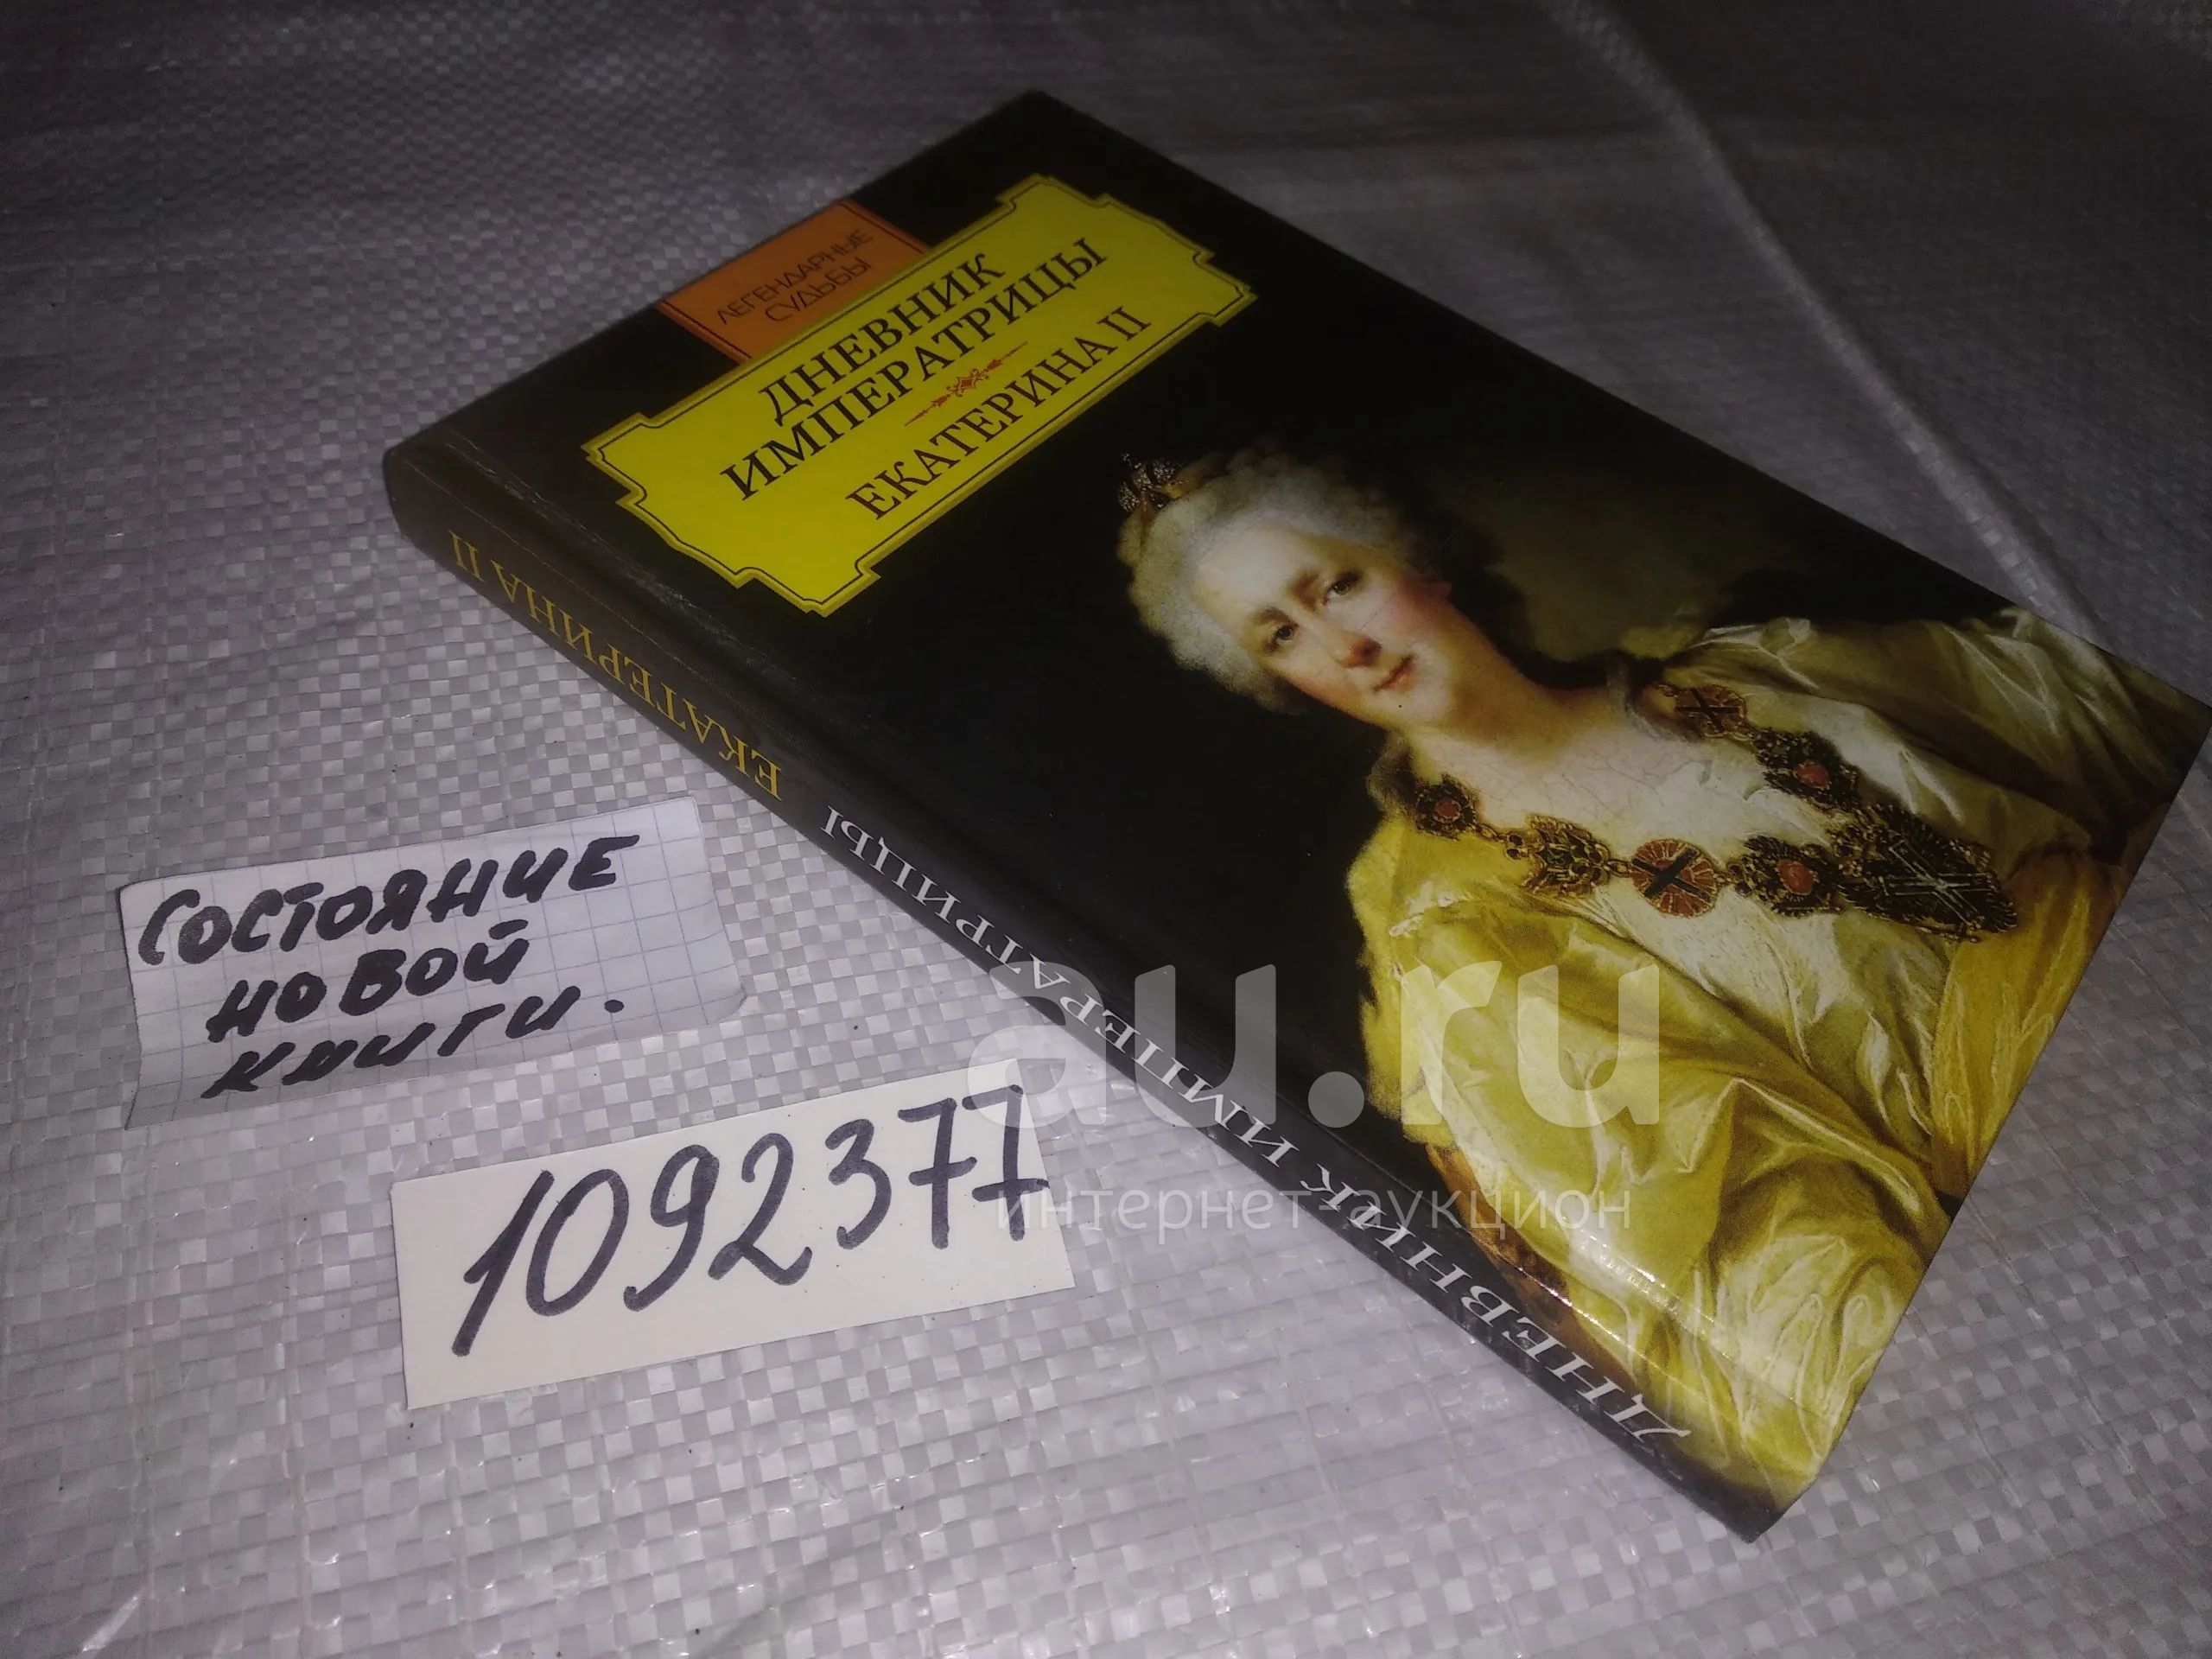 ЛЕГЕНДАРНЫЕ
СУДЬБЫ
ДНЕВНИК
ИМПЕРАТРИЦЫ
ЕКАТЕРИНА II
ДНЕВНИК ИМПЕРАТРИЦЫ ЕКАТЕРИНА II
СОСТОЯНИЕ
НОВОЙ
КНИГИ.
1092377
au.ru
интернет-аукцион